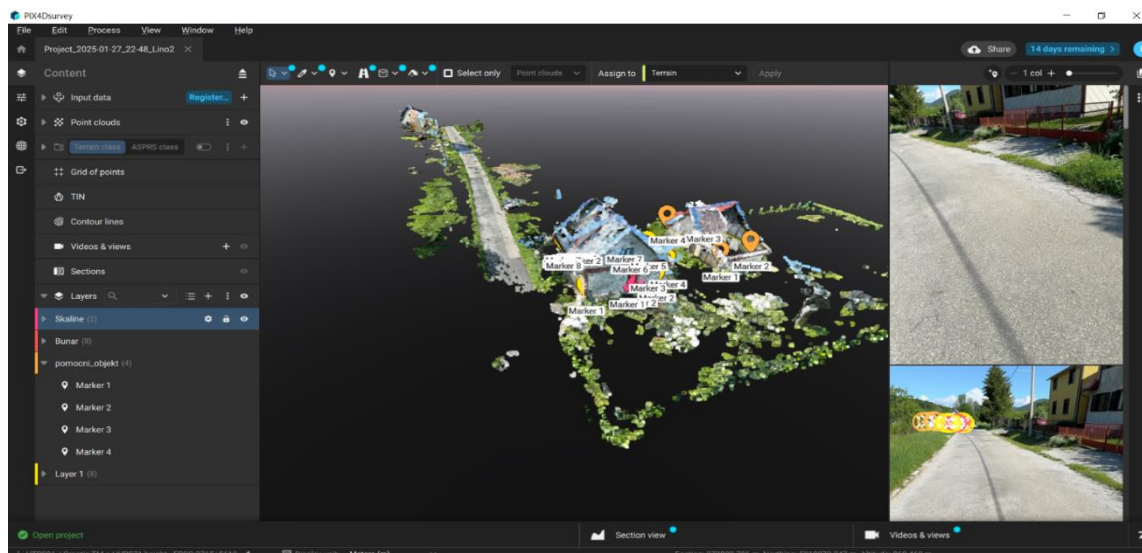 PIX4Dsurvey
File Edit Process View Window Help
Project_2025-01-27_22-48_Lino2
Share 14 days remaining >
Content
Select only Point clouds Assign to Terrain Apply
1 col
Input data Register...
Point clouds
Terrain class ASPRS class
Grid of points
TIN
Contour lines
Videos & views
Sections
Layers
Skaline (2)
Bunar (8)
pomocni_objekt (4)
Marker 1
Marker 2
Marker 3
Marker 4
Layer 1 (8)
Marker 4 Marker 3
Marker 7
Marker 8
Marker 6
Marker 2
Marker 1
Marker 4
Marker 3
Marker 2
Marker 1
Open project
Section view
Videos & views